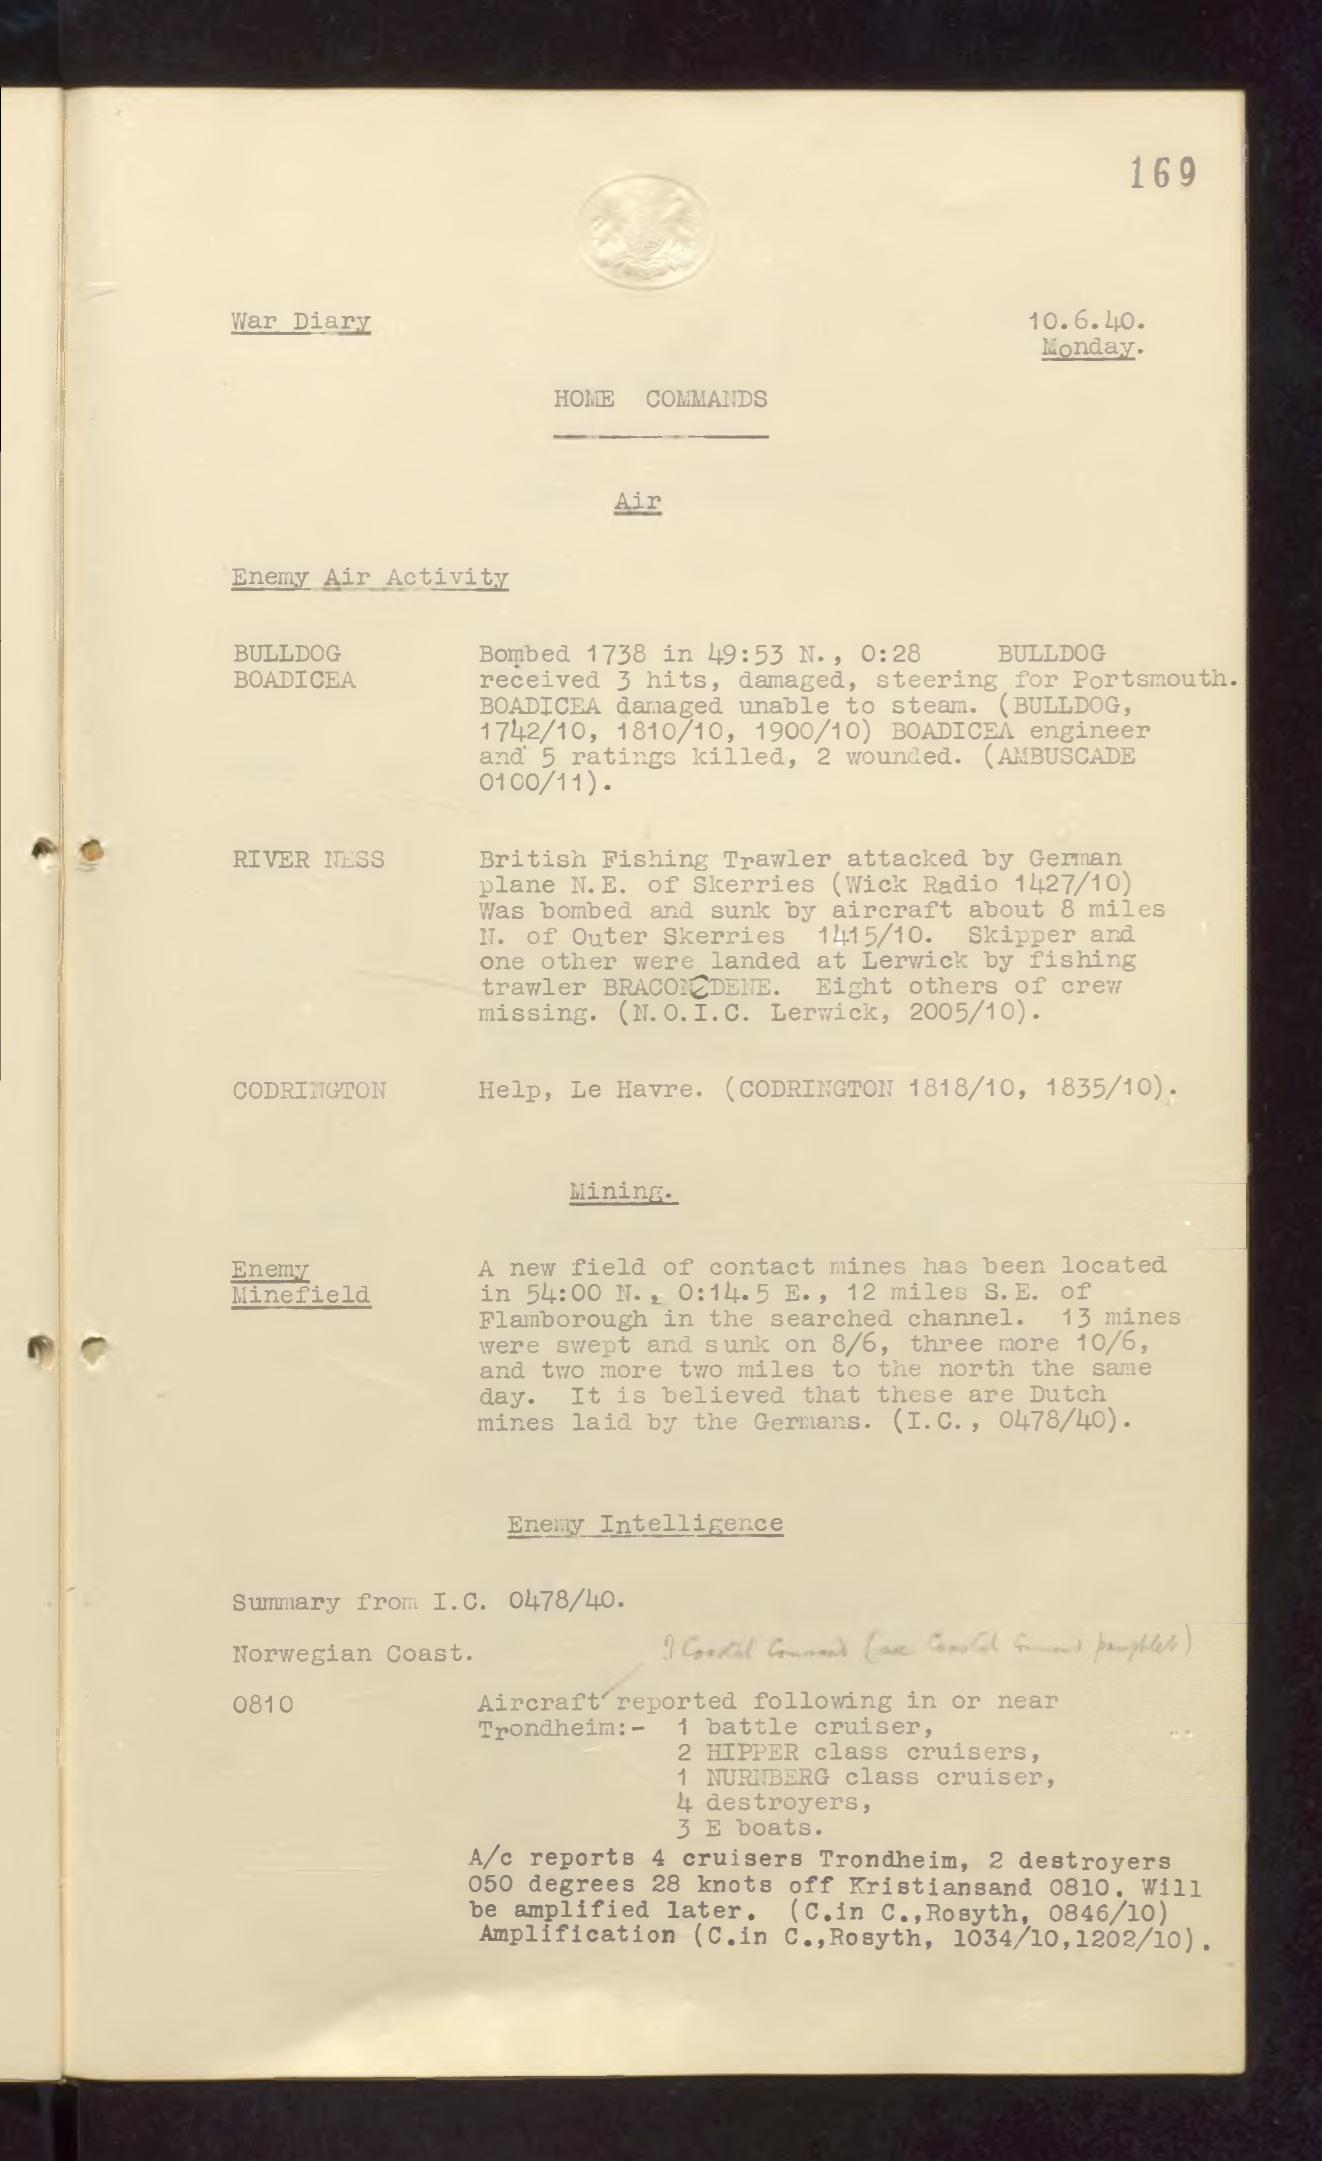 169
War Diary
10.6.40.
Monday.
HOME COMMANDS
Air
Enemy Air Activity
BULLDOG
BOADICEA
Bombed 1738 in 49:53 N., 0:28 BULLDOG
received 3 hits, damaged, steering for Portsmouth.
BOADICEA damaged unable to steam. (BULLDOG,
1742/10, 1810/10, 1900/10) BOADICEA engineer
and 5 ratings killed, 2 wounded. (AMBUSCADE
0100/11).
RIVER NESS
British Fishing Trawler attacked by German
plane N.E. of Skerries (Wick Radio 1427/10)
Was bombed and sunk by aircraft about 8 miles
N. of Outer Skerries 1415/10. Skipper and
one other were landed at Lerwick by fishing
trawler BRACONDENE. Eight others of crew
missing. (N.O.I.C. Lerwick, 2005/10).
CODRINGTON
Help, Le Havre. (CODRINGTON 1818/10, 1835/10).
Mining.
Enemy
Minefield
A new field of contact mines has been located
in 54:00 N., 0:14.5 E., 12 miles S.E. of
Flamborough in the searched channel. 13 mines
were swept and sunk on 8/6, three more 10/6,
and two more two miles to the north the same
day. It is believed that these are Dutch
mines laid by the Germans. (I.C., 0478/40).
Enemy Intelligence
Summary from I.C. 0478/40.
Norwegian Coast.
? Coastal Command (see Coastal Command pamphlet)
0810
Aircraft reported following in or near
Trondheim:- 1 battle cruiser,
2 HIPPER class cruisers,
1 NURNBERG class cruiser,
4 destroyers,
3 E boats.
A/c reports 4 cruisers Trondheim, 2 destroyers
050 degrees 28 knots off Kristiansand 0810. Will
be amplified later. (C.in C.,Rosyth, 0846/10)
Amplification (C.in C.,Rosyth, 1034/10,1202/10).